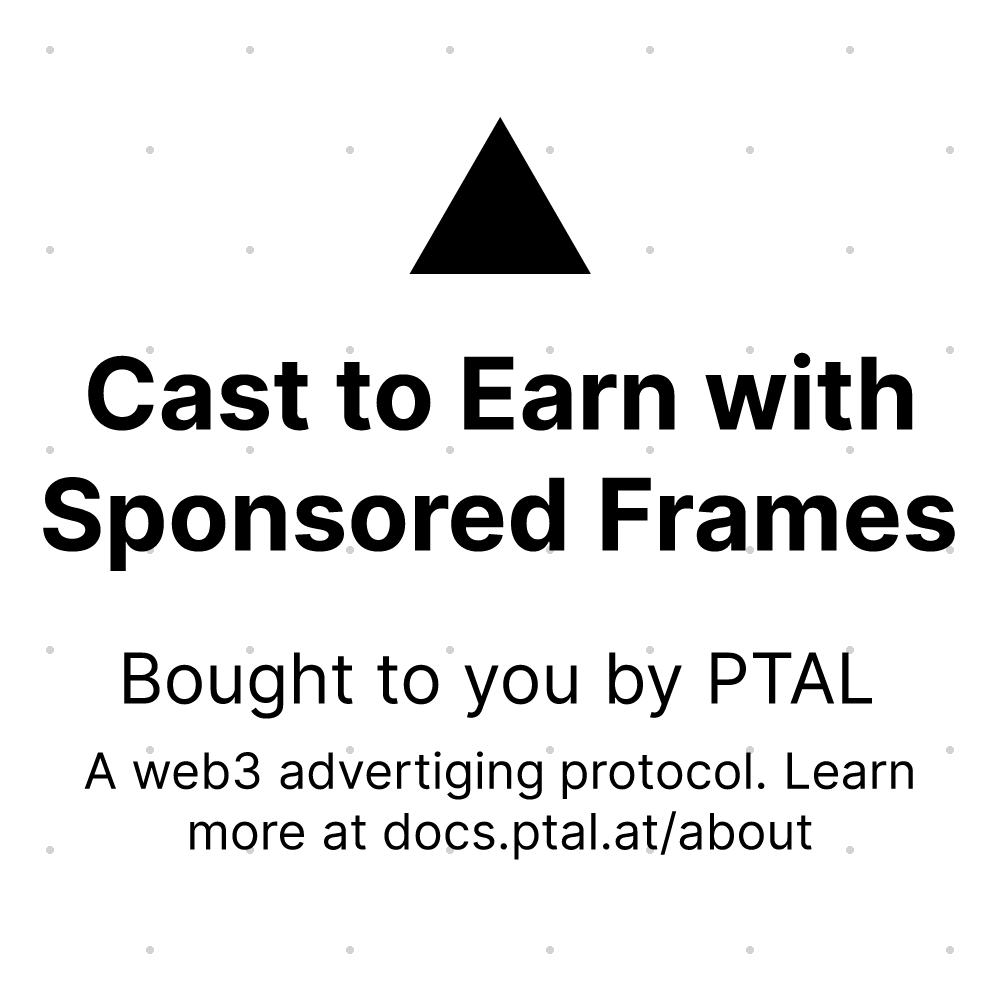 Cast to Earn with
Sponsored Frames
Bought to you by PTAL
A web3 advertiging protocol. Learn
more at docs.ptal.at/about